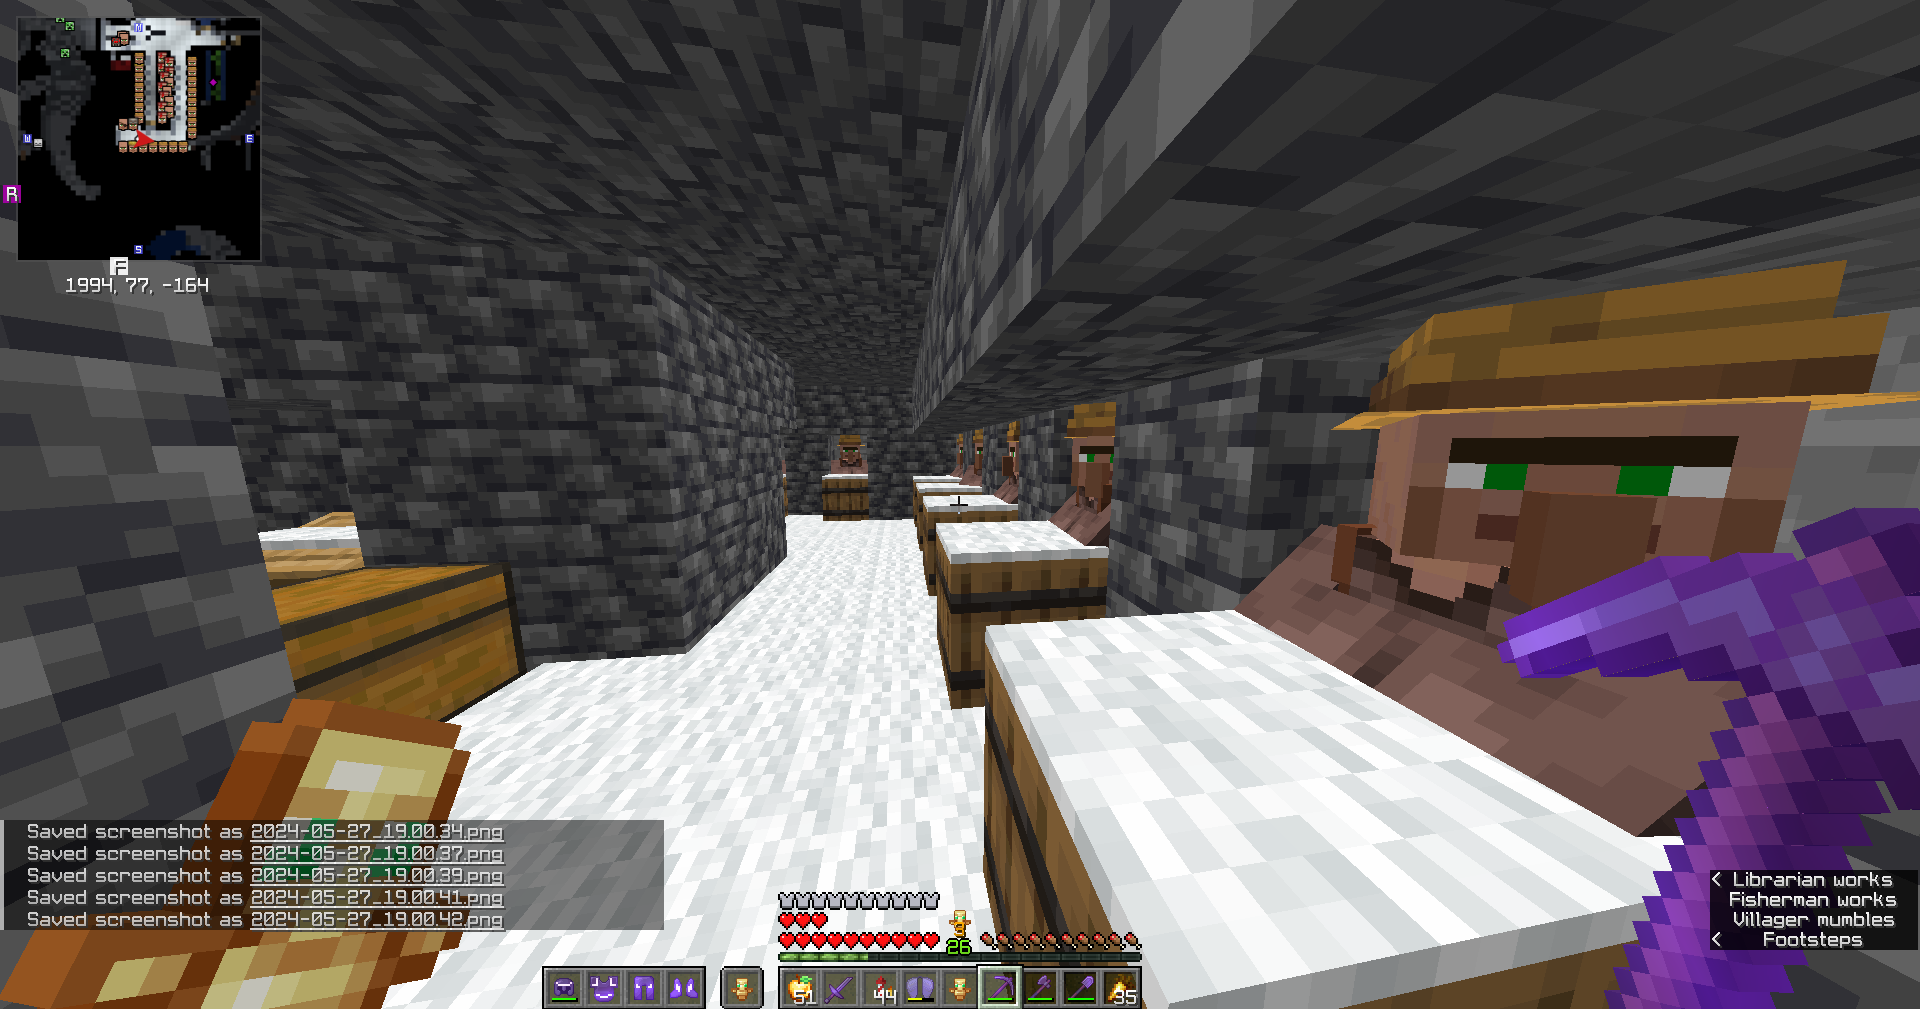 N
W
E
R
S
F
1994, 77, -164
Saved screenshot as 2024-05-27_19.00.34.png
Saved screenshot as 2024-05-27_19.00.37.png
Saved screenshot as 2024-05-27_19.00.39.png
Saved screenshot as 2024-05-27_19.00.41.png
Saved screenshot as 2024-05-27_19.00.42.png
< Librarian works
Fisherman works
Villager mumbles
< Footsteps
3
26
51
44
35